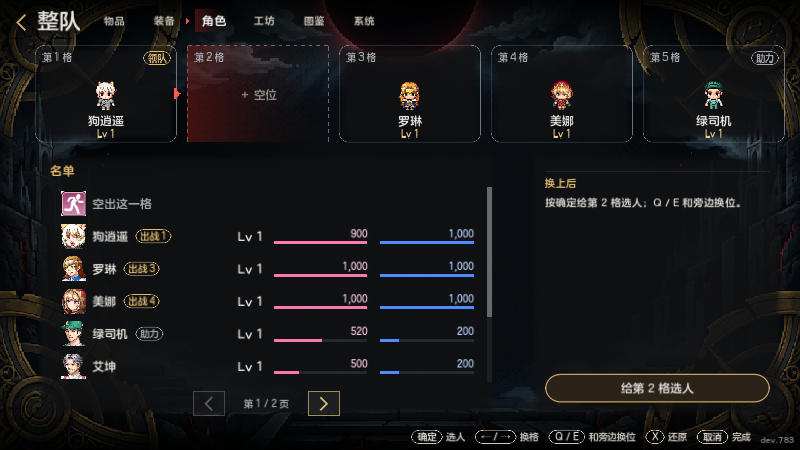 整队 物品 装备 角色 工坊 图鉴 系统
第1格 领队 第2格 第3格 第4格 第5格 助力
+ 空位
狗逍遥 罗琳 美娜 绿司机
Lv 1 Lv 1 Lv 1 Lv 1
名单
空出这一格
狗逍遥 出战1 Lv 1 900 1,000
罗琳 出战3 Lv 1 1,000 1,000
美娜 出战4 Lv 1 1,000 1,000
绿司机 助力 Lv 1 520 200
艾坤 Lv 1 500 200
第1/2页
换上后
按确定给第 2 格选人；Q / E 和旁边换位。
给第 2 格选人
确定 选人 ←/→ 换格 Q/E 和旁边换位 X 还原 取消 完成
dev.783